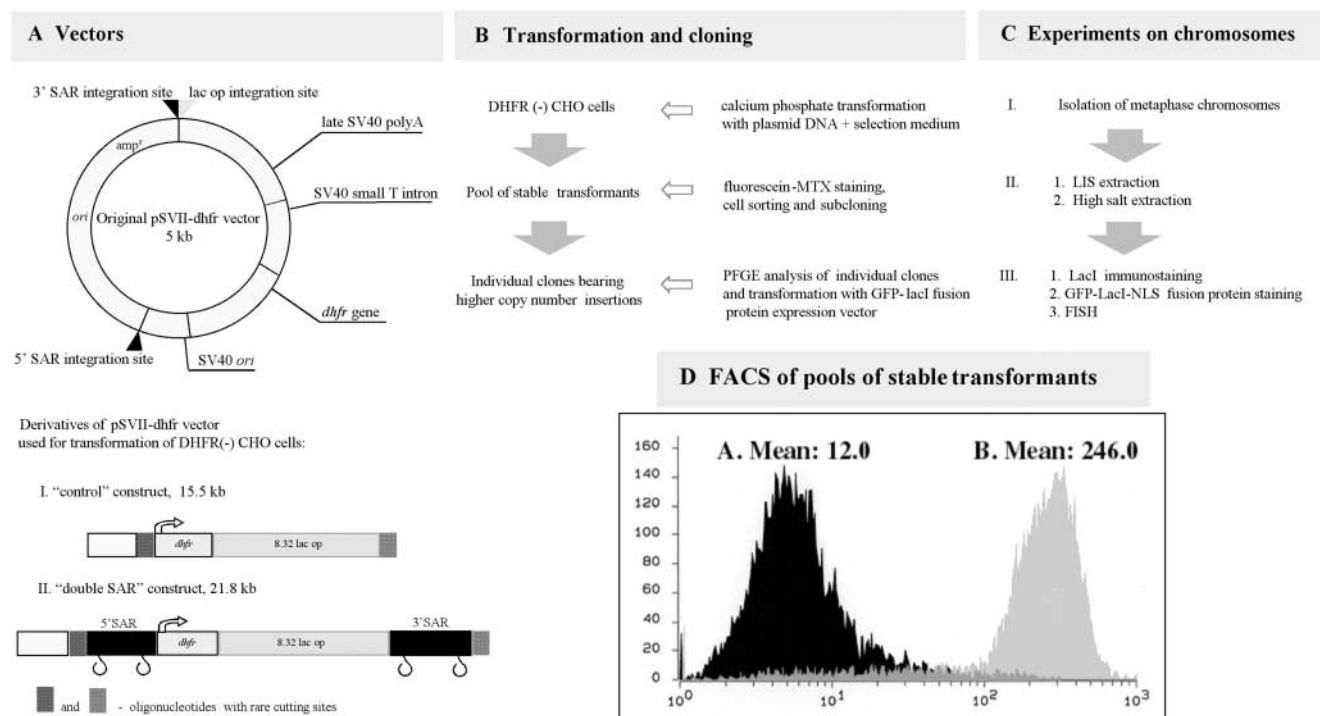 A Vectors
3' SAR integration site
lac op integration site
late SV40 polyA
ampr
SV40 small T intron
ori
Original pSVII-dhfr vector
5 kb
dhfr gene
5' SAR integration site
SV40 ori
Derivatives of pSVII-dhfr vector
used for transformation of DHFR(-) CHO cells:
I. "control" construct, 15.5 kb
dhfr
8.32 lac op
II. "double SAR" construct, 21.8 kb
5'SAR
3'SAR
dhfr
8.32 lac op
and
- oligonucleotides with rare cutting sites
B Transformation and cloning
DHFR (-) CHO cells
calcium phosphate transformation
with plasmid DNA + selection medium
Pool of stable transformants
fluorescein-MTX staining,
cell sorting and subcloning
Individual clones bearing
higher copy number insertions
PFGE analysis of individual clones
and transformation with GFP-lacI fusion
protein expression vector
C Experiments on chromosomes
I. Isolation of metaphase chromosomes
II. 1. LIS extraction
2. High salt extraction
III. 1. LacI immunostaining
2. GFP-LacI-NLS fusion protein staining
3. FISH
D FACS of pools of stable transformants
A. Mean: 12.0
B. Mean: 246.0
160
140
120
100
80
60
40
20
0
10^0 10^1 10^2 10^3